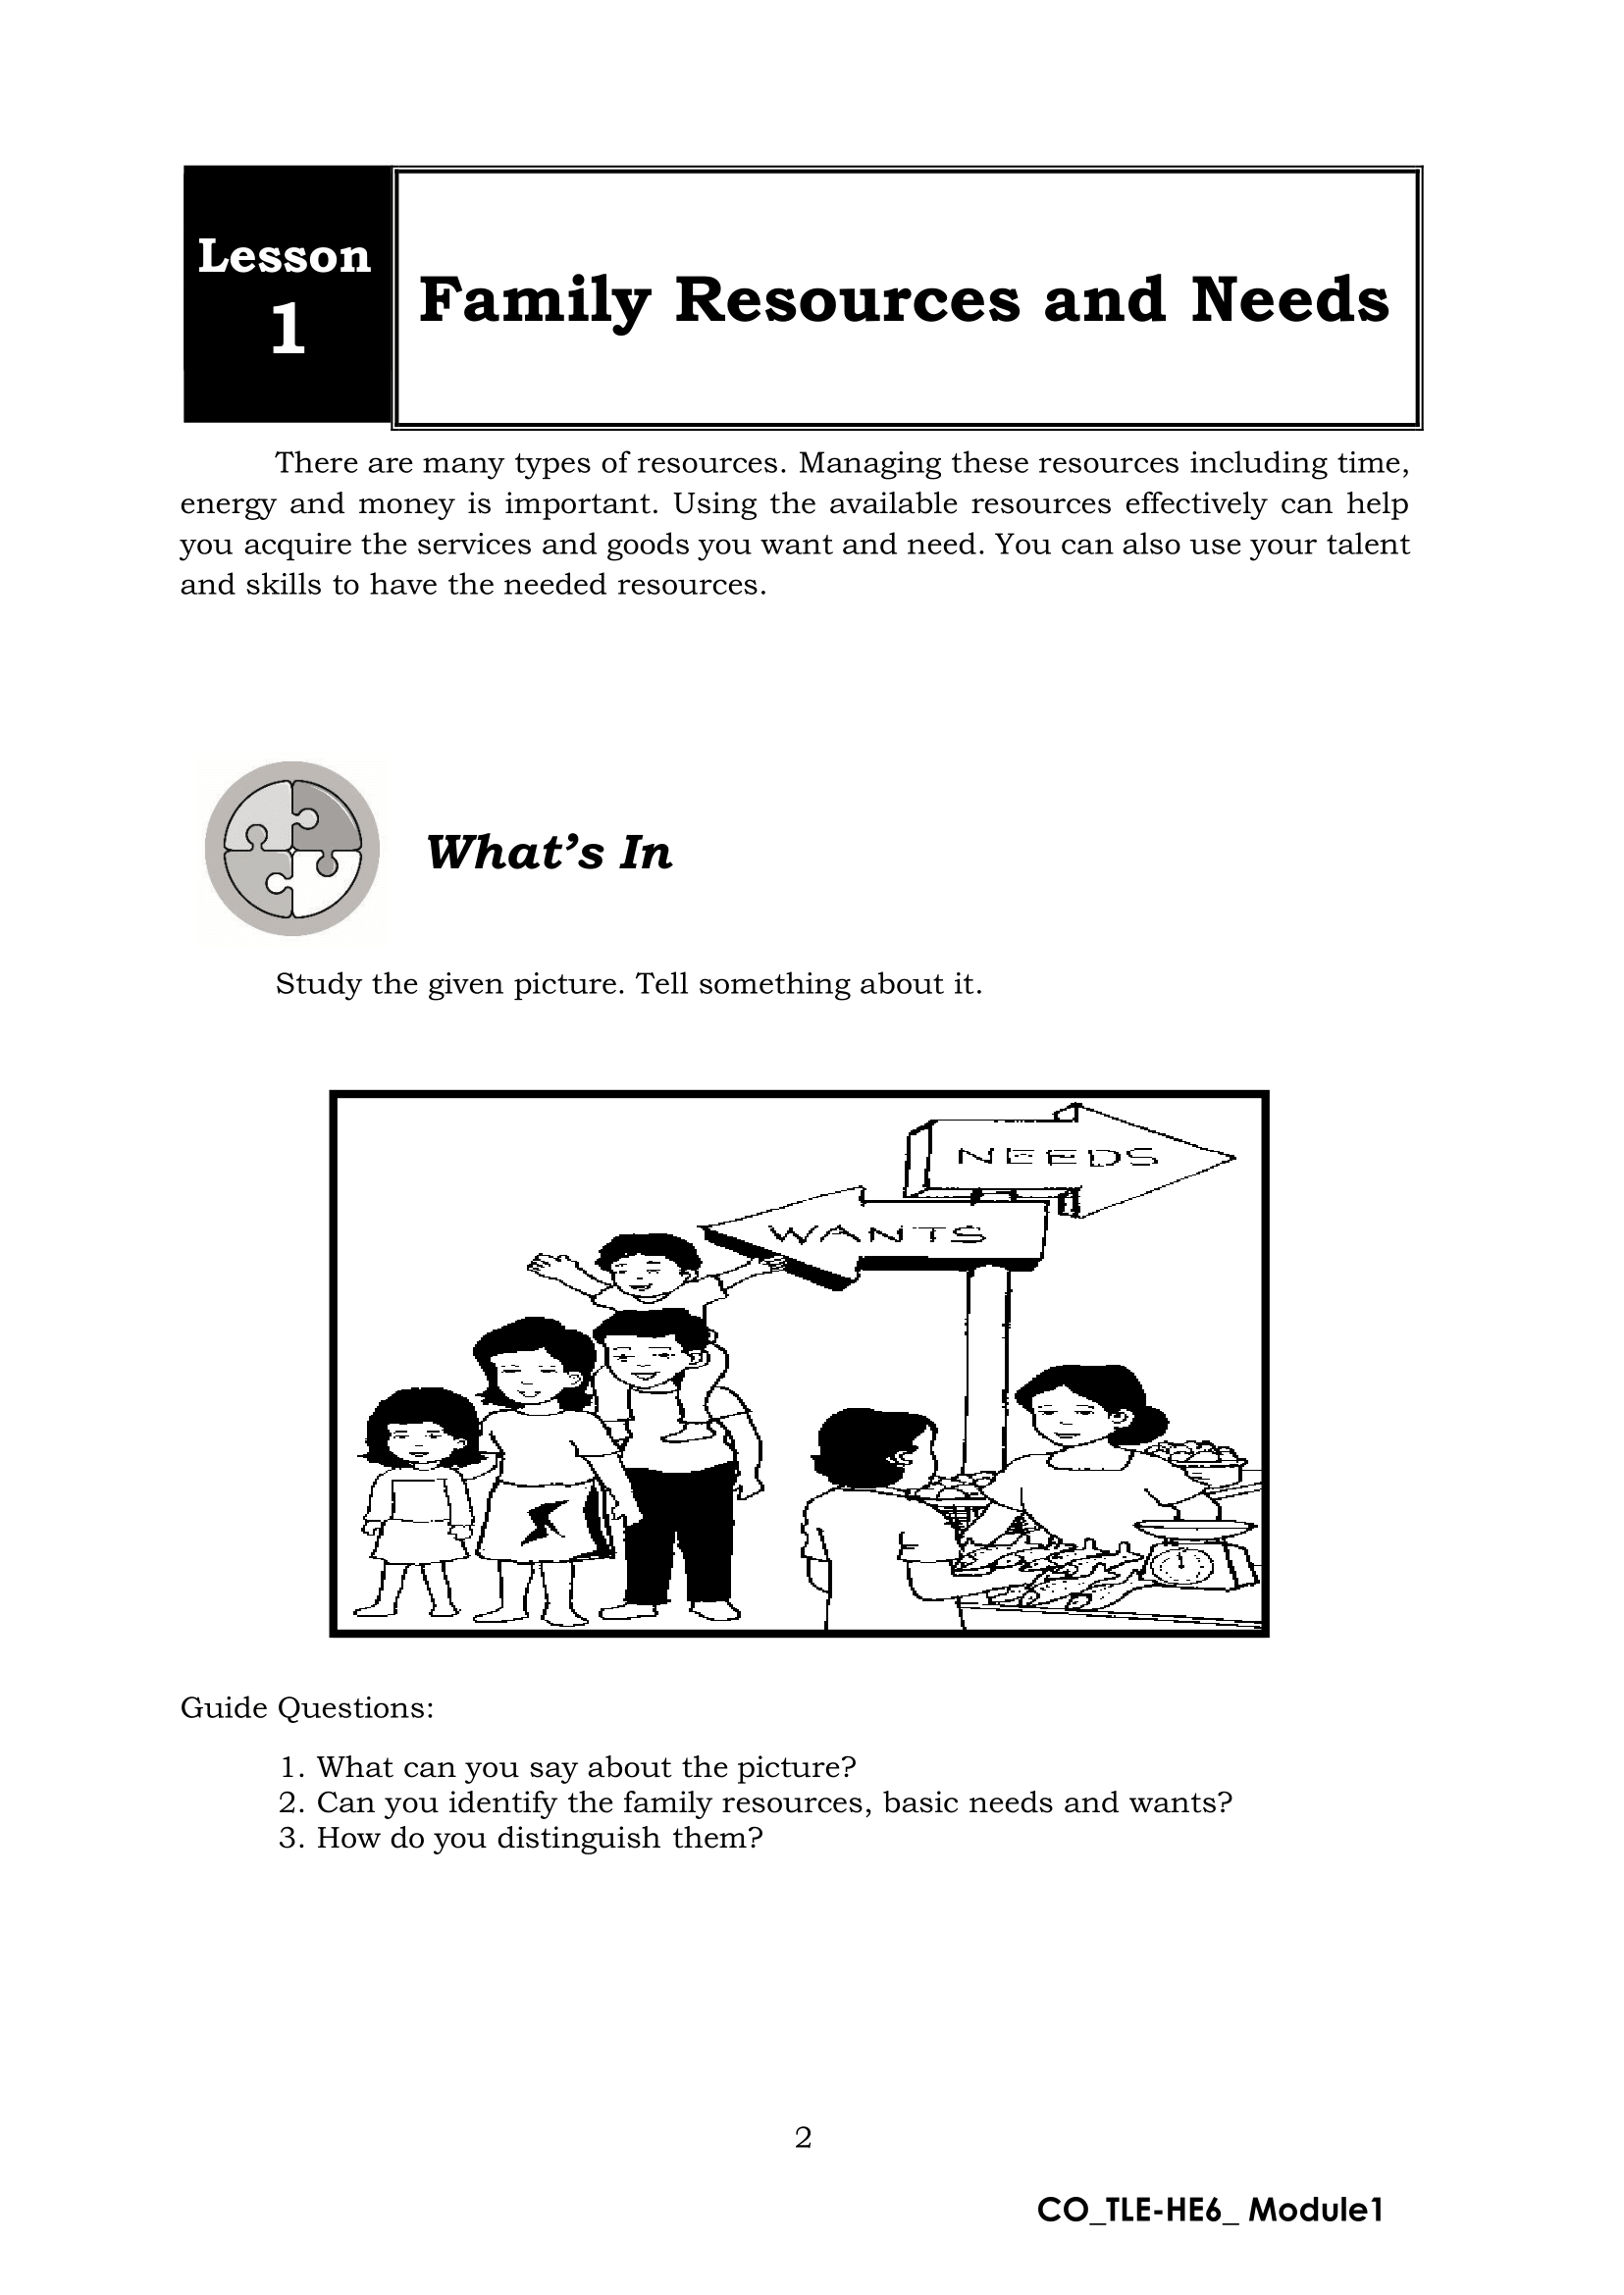 Lesson
1
Family Resources and Needs
There are many types of resources. Managing these resources including time,
energy and money is important. Using the available resources effectively can help
you acquire the services and goods you want and need. You can also use your talent
and skills to have the needed resources.
What's In
Study the given picture. Tell something about it.
NEEDS
WANTS
Guide Questions:
1. What can you say about the picture?
2. Can you identify the family resources, basic needs and wants?
3. How do you distinguish them?
2
CO_TLE-HE6_ Module1